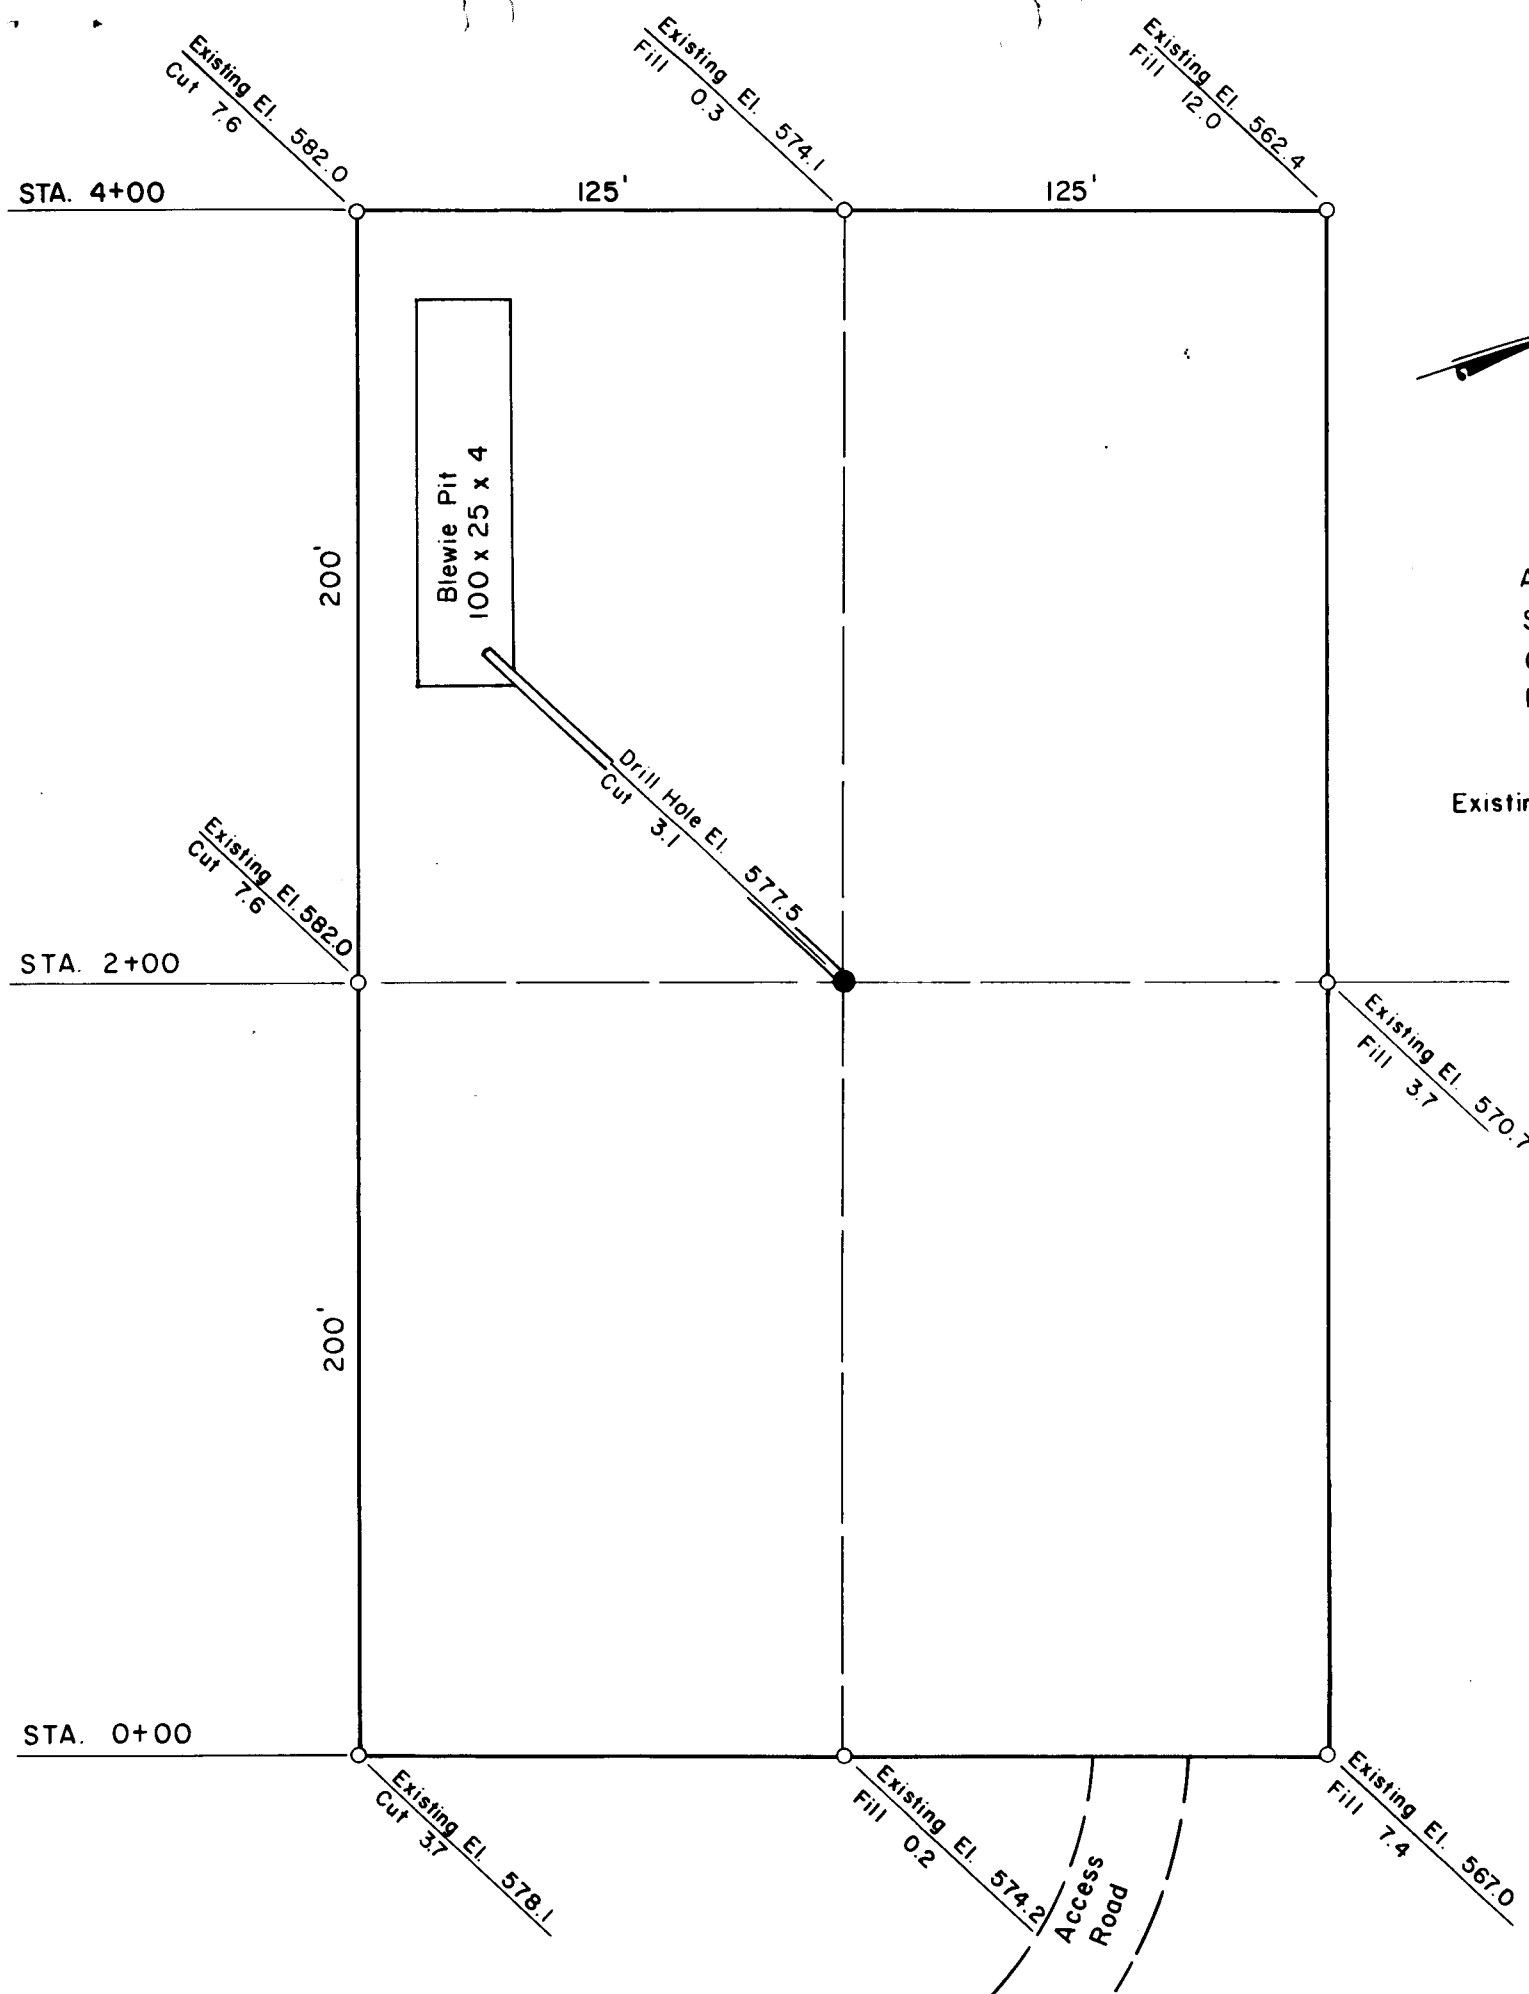 Existing El. 582.0
Cut 7.6
Existing El. 574.1
Fill 0.3
Existing El. 562.4
Fill 12.0
STA. 4+00
125'
125'
Blewie Pit
100 x 25 x 4
200'
Drill Hole El. 577.5
Cut 3.1
Existing El. 582.0
Cut 7.6
STA. 2+00
Existing El. 570.7
Fill 3.7
200'
STA. 0+00
Existing El. 578.1
Cut 3.7
Existing El. 574.2
Fill 0.2
Access
Road
Existing El. 567.0
Fill 7.4